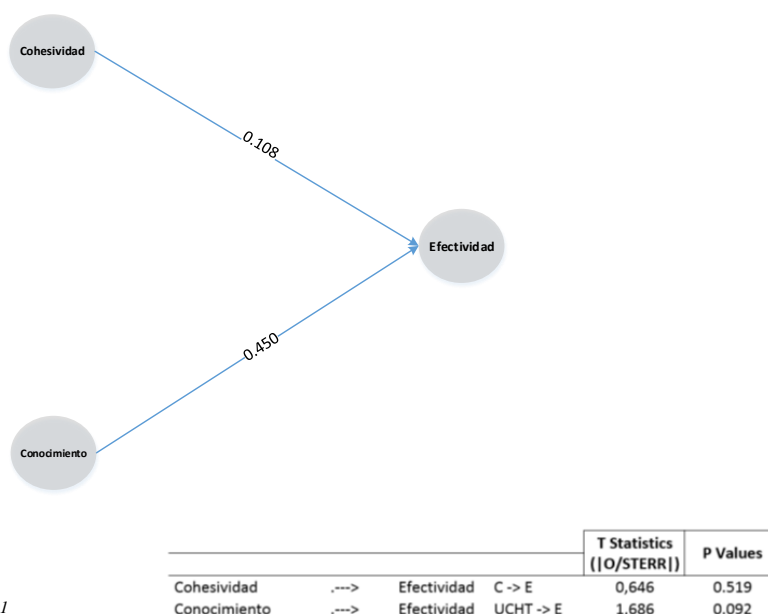 Cohesividad
0.108
Efectividad
0.450
Conocimiento
T Statistics
(|O/STERR|)
P Values
Cohesividad .---> Efectividad C -> E 0,646 0.519
1
Conocimiento .---> Efectividad UCHT -> E 1.686 0.092